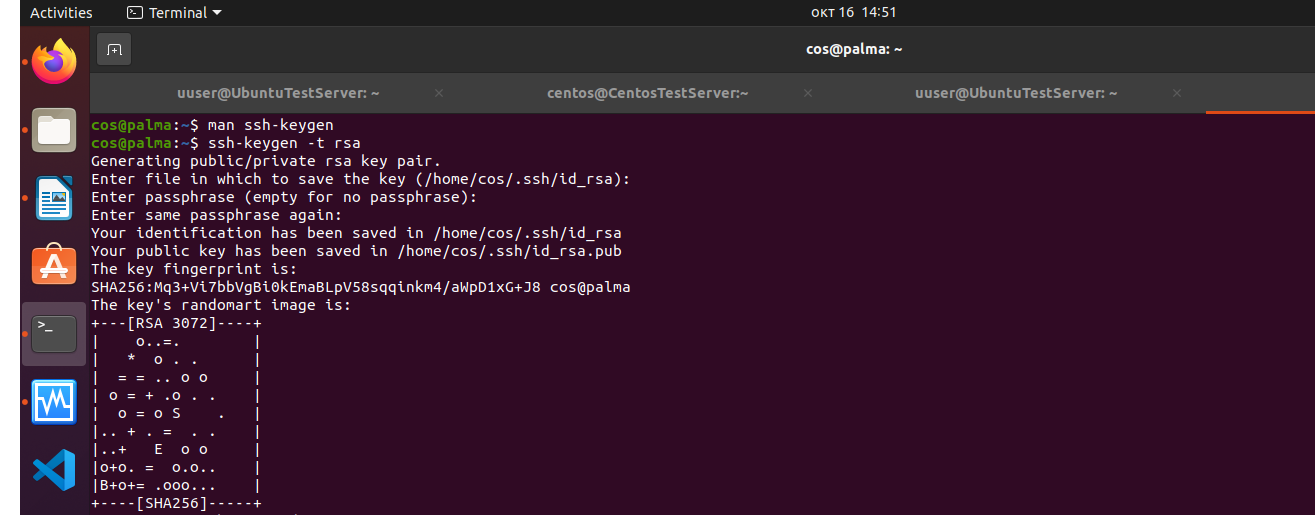 Activities
Terminal
окт 16 14:51
cos@palma: ~
uuser@UbuntuTestServer: ~
centos@CentosTestServer:~
uuser@UbuntuTestServer: ~
cos@palma:~$ man ssh-keygen
cos@palma:~$ ssh-keygen -t rsa
Generating public/private rsa key pair.
Enter file in which to save the key (/home/cos/.ssh/id_rsa):
Enter passphrase (empty for no passphrase):
Enter same passphrase again:
Your identification has been saved in /home/cos/.ssh/id_rsa
Your public key has been saved in /home/cos/.ssh/id_rsa.pub
The key fingerprint is:
SHA256:Mq3+Vi7bbVgBi0kEmaBLpV58sqqinkm4/aWpD1xG+J8 cos@palma
The key's randomart image is:
+---[RSA 3072]----+
|    o..=.        |
|   *  o . .      |
|  = = .. o o     |
| o = + .o . .    |
|  o = o S    .   |
|.. + . =  . .    |
|..+   E  o o     |
|o+o. =  o.o..    |
|B+o+= .ooo...    |
+----[SHA256]-----+